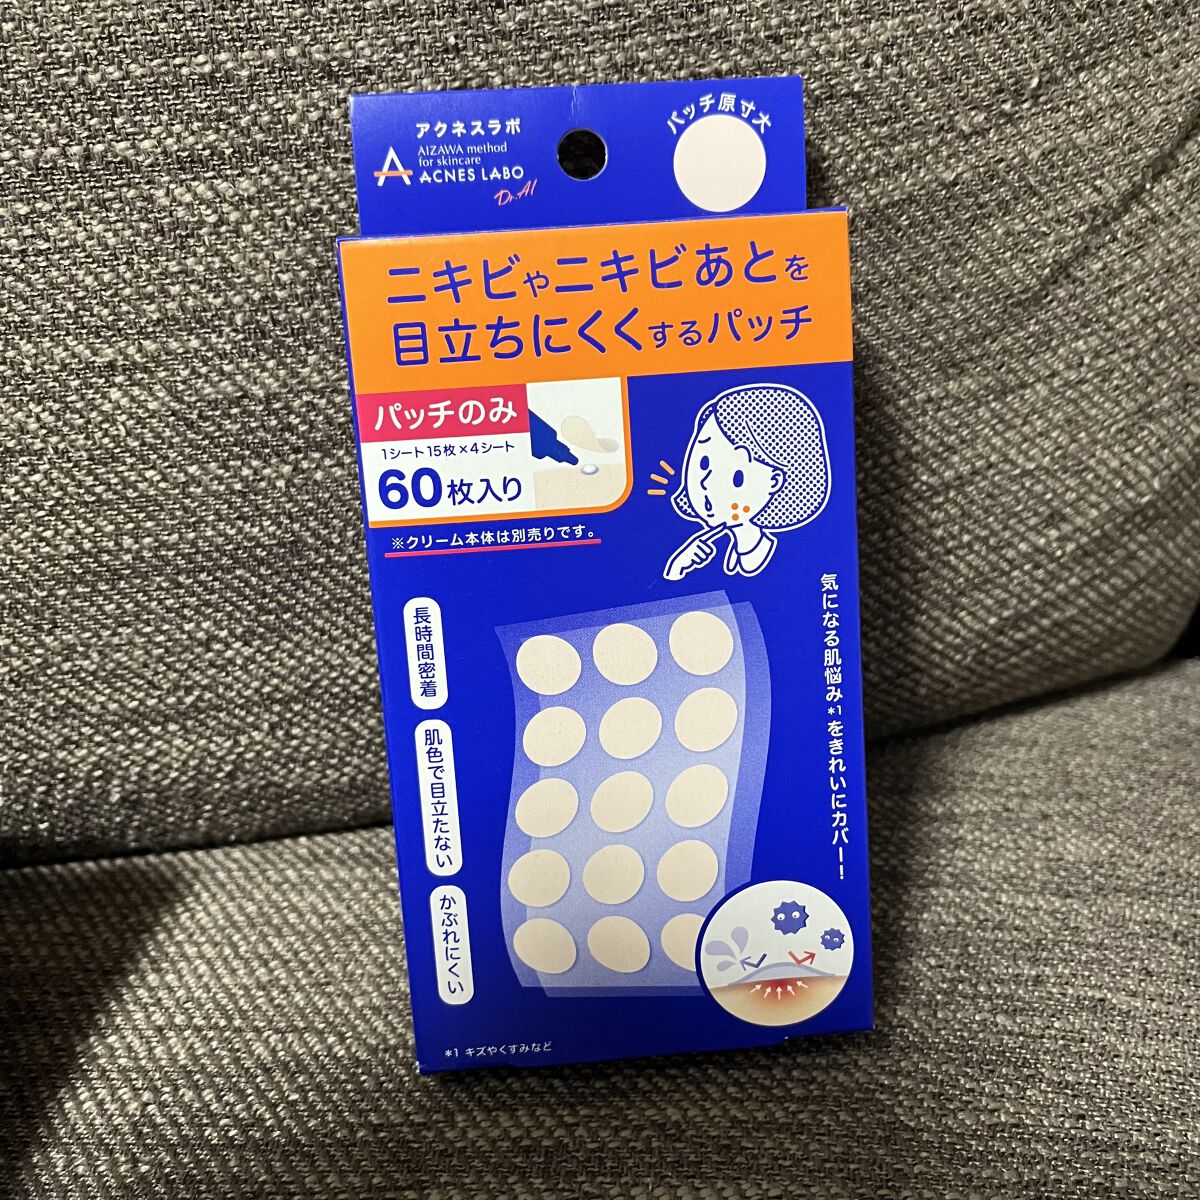 アクネスラボ
AIZAWA method
for skincare
ACNES LABO
Dr.AI
パッチ原寸大
ニキビやニキビあとを
目立ちにくくするパッチ
パッチのみ
1シート15枚×4シート
60枚入り
※クリーム本体は別売りです。
気になる肌悩み*1をきれいにカバー!
長時間密着
肌色で目立たない
かぶれにくい
*1 キズやくすみなど